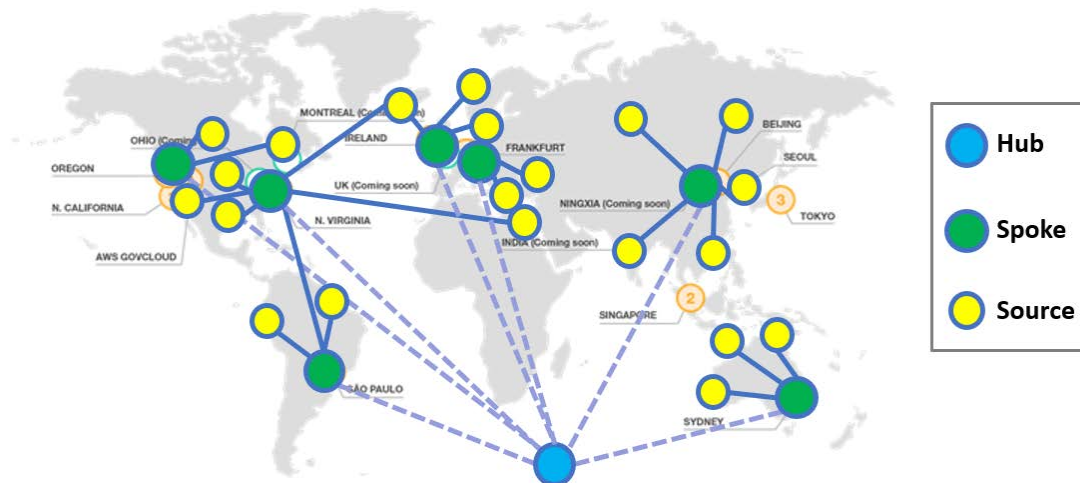 MONTREAL (Co
n)
BEIJING
OHIO (Coming
IRELAND
FRANKFURT
SEOUL
OREGON
UK (Coming soon)
NINGXIA (Coming soon)
3
N. CALIFORNIA
N. VIRGINIA
TOKYO
INDIA (Coming soon)
AWS GOVCLOUD
2
SINGAPORE
SÃO PAULO
SYDNEY
Hub
Spoke
Source